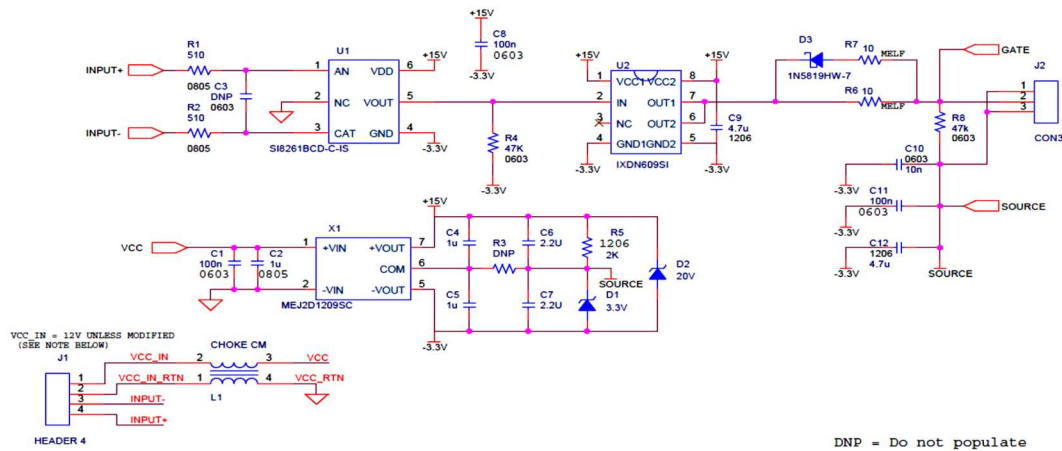 R1
510
INPUT+
0805
R2
510
INPUT-
0805
C3
DNP
0603
U1
1
AN
VDD
6
+15V
2
NC
VOUT
5
3
CAT
GND
4
-3.3V
SI8261BCD-C-IS
+15V
C8
100n
0603
-3.3V
R4
47K
0603
-3.3V
+15V
U2
1
VCC1
VCC2
8
2
IN
OUT1
7
3
NC
OUT2
6
4
GND1
GND2
5
IXDN609SI
-3.3V
C9
4.7u
1206
-3.3V
D3
1N5819HW-7
R7
10
MELF
R6
10
MELF
GATE
J2
1
2
3
CON3
R8
47k
0603
C10
0603
10n
-3.3V
C11
100n
0603
-3.3V
SOURCE
C12
1206
4.7u
-3.3V
SOURCE
VCC
C1
100n
0603
C2
1u
0805
X1
1
+VIN
+VOUT
7
COM
6
2
-VIN
-VOUT
5
MEJ2D1209SC
+15V
C4
1u
C5
1u
R3
DNP
C6
2.2U
C7
2.2U
R5
1206
2K
SOURCE
D1
3.3V
D2
20V
-3.3V
VCC_IN = 12V UNLESS MODIFIED
(SEE NOTE BELOW)
J1
1
2
3
4
HEADER 4
VCC_IN
VCC_IN_RTN
INPUT-
INPUT+
CHOKE CM
2
3
1
4
L1
VCC
VCC_RTN
DNP = Do not populate